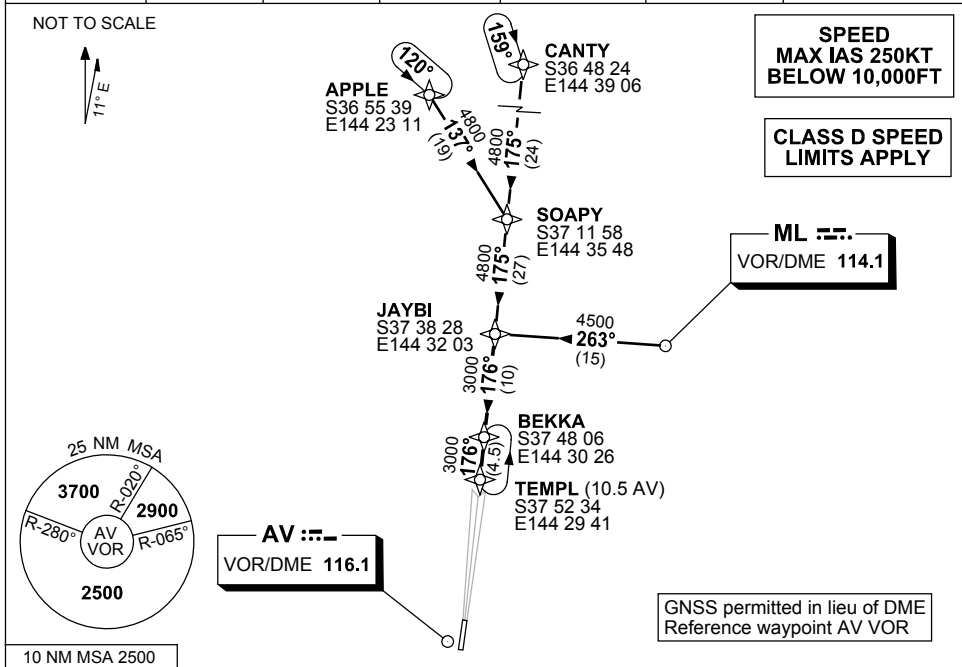 NOT TO SCALE
11° E
SPEED
MAX IAS 250KT
BELOW 10,000FT
CLASS D SPEED
LIMITS APPLY
159°
CANTY
S36 48 24
E144 39 06
120°
APPLE
S36 55 39
E144 23 11
4800
137°
(19)
4800
175°
(24)
SOAPY
S37 11 58
E144 35 48
4800
175°
(27)
ML
VOR/DME 114.1
JAYBI
S37 38 28
E144 32 03
4500
263°
(15)
3000
176°
(10)
BEKKA
S37 48 06
E144 30 26
3000
176°
(4.5)
TEMPL (10.5 AV)
S37 52 34
E144 29 41
25 NM MSA
3700
R-020°
2900
R-280°
AV
VOR
R-065°
2500
10 NM MSA 2500
AV
VOR/DME 116.1
GNSS permitted in lieu of DME
Reference waypoint AV VOR